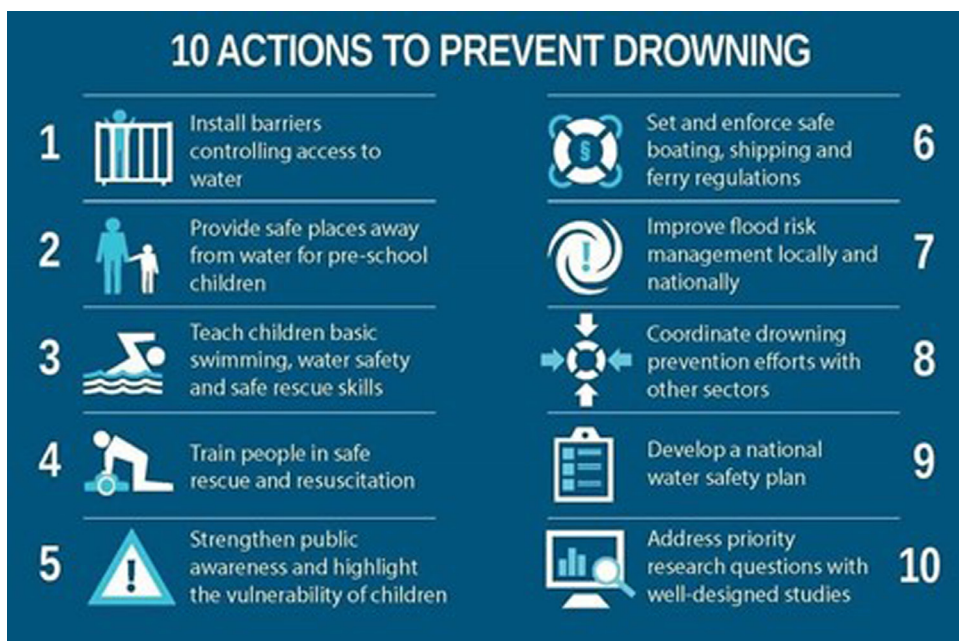 10 ACTIONS TO PREVENT DROWNING
1
Install barriers
controlling access to
water
2
Provide safe places away
from water for pre-school
children
3
Teach children basic
swimming, water safety
and safe rescue skills
4
Train people in safe
rescue and resuscitation
5
!
Strengthen public
awareness and highlight
the vulnerability of children
§
Set and enforce safe
boating, shipping and
ferry regulations
6
!
Improve flood risk
management locally and
nationally
7
Coordinate drowning
prevention efforts with
other sectors
8
Develop a national
water safety plan
9
Address priority
research questions with
well-designed studies
10